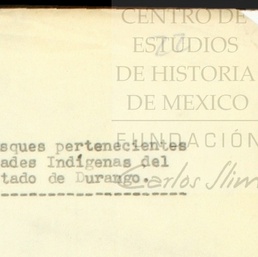 CENTRO DE
ESTUDIOS
DE HISTORIA
DE MEXICO
FUNDACIÓN
Carlos Slim
sques pertenecientes
ades Indígenas del
tado de Durango.